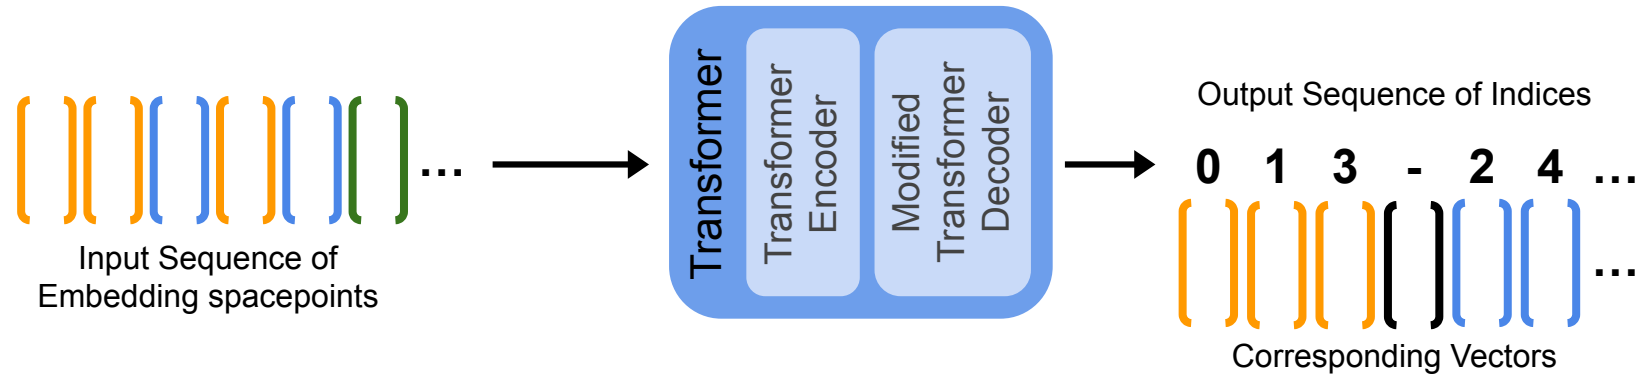 Input Sequence of
Embedding spacepoints
...
Transformer
Transformer
Encoder
Modified
Transformer
Decoder
Output Sequence of Indices
0 1 3 - 2 4 ...
...
Corresponding Vectors